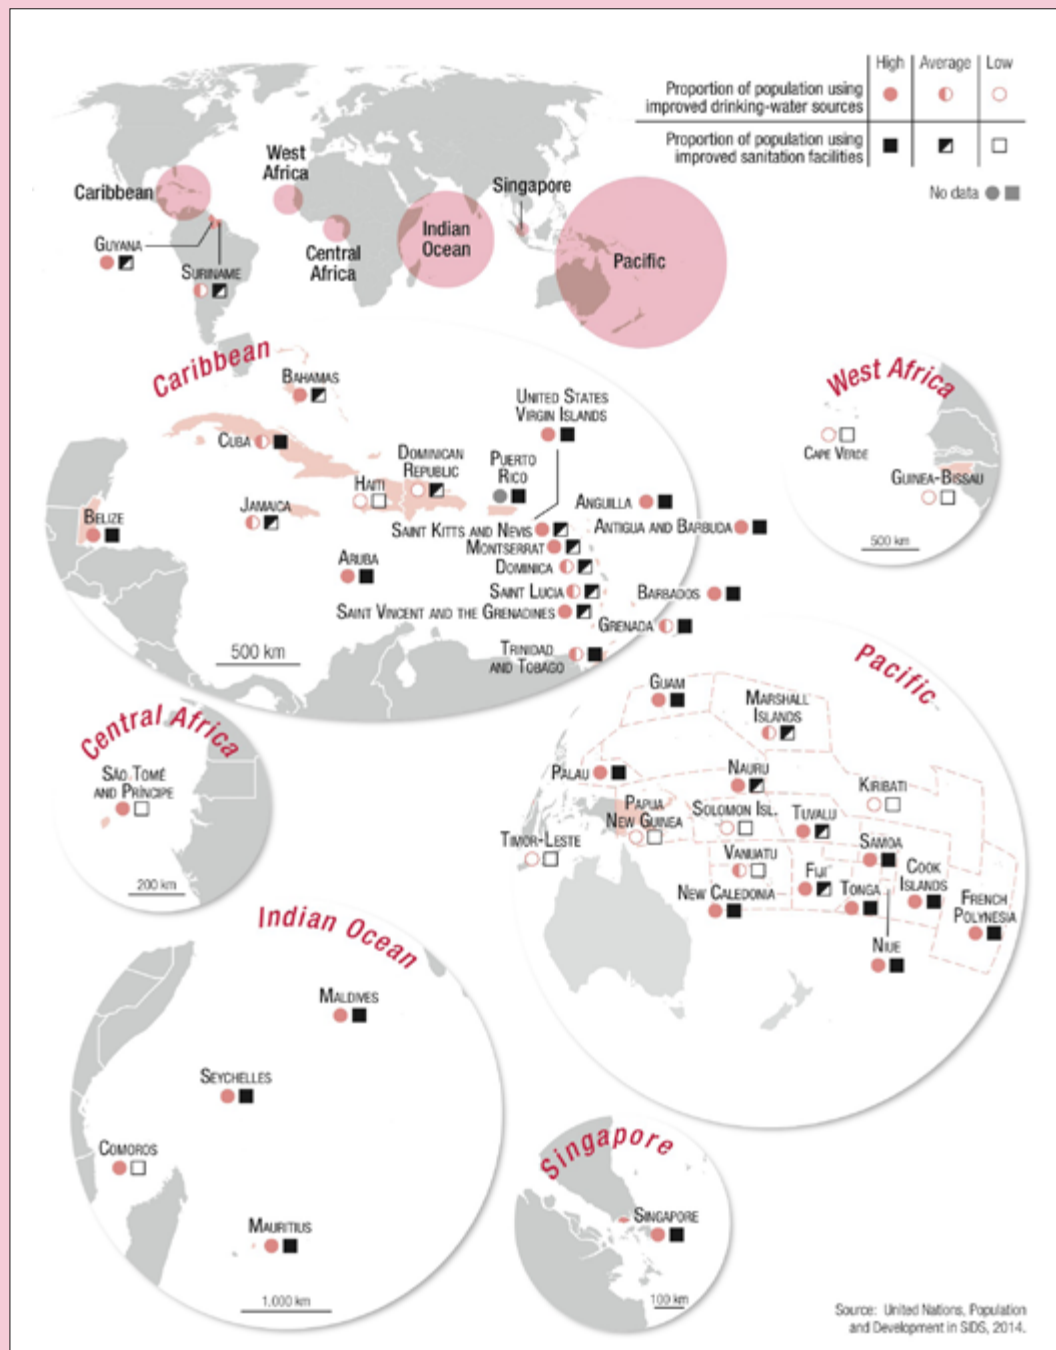 High Average Low
Proportion of population using
improved drinking-water sources
Proportion of population using
improved sanitation facilities
No data
Caribbean
West
Africa
Central
Africa
Indian
Ocean
Singapore
Pacific
GUYANA
SURINAME
Caribbean
BAHAMAS
UNITED STATES
VIRGIN ISLANDS
CUBA
DOMINICAN
REPUBLIC
HAITI
PUERTO
RICO
JAMAICA
BELIZE
ANGUILLA
SAINT KITTS AND NEVIS
ANTIGUA AND BARBUDA
MONTSERRAT
ARUBA
DOMINICA
SAINT LUCIA
BARBADOS
SAINT VINCENT AND THE GRENADINES
GRENADA
TRINIDAD
AND TOBAGO
500 km
West Africa
CAPE VERDE
GUINEA-BISSAU
500 km
Central Africa
SÃO TOMÉ
AND PRÍNCIPE
200 km
Pacific
GUAM
MARSHALL
ISLANDS
PALAU
NAURU
KIRIBATI
PAPUA
NEW GUINEA
SOLOMON ISL.
TUVALU
TIMOR-LESTE
VANUATU
SAMOA
FIJI
COOK
ISLANDS
NEW CALEDONIA
TONGA
FRENCH
POLYNESIA
NIUE
Indian Ocean
MALDIVES
SEYCHELLES
COMOROS
MAURITIUS
1,000 km
Singapore
SINGAPORE
100 km
Source: United Nations, Population
and Development in SIDS, 2014.